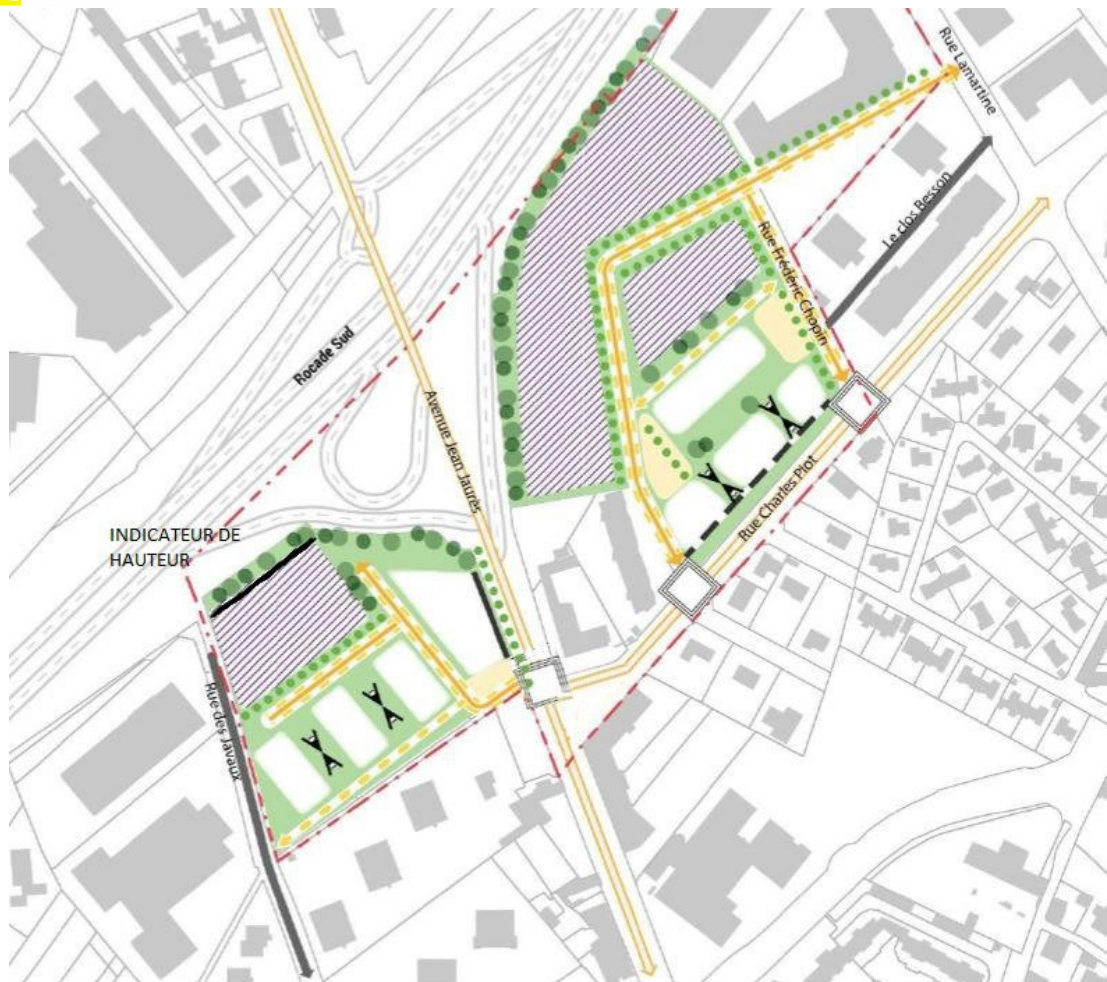 Rue Lamartine
Le clos Besson
Rue Frédéric Chopin
Rocade Sud
Avenue Jean Jaurès
Rue Charles Piot
INDICATEUR DE
HAUTEUR
Rue des Javaux